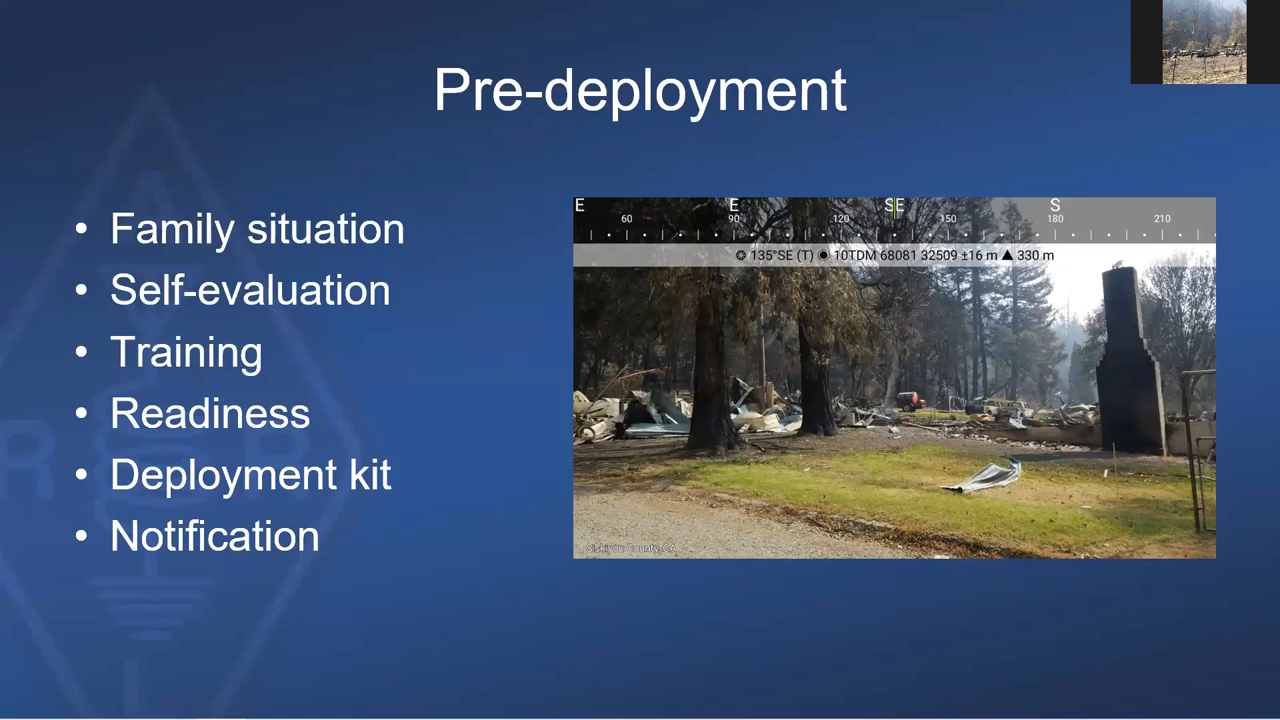 Pre-deployment
• Family situation
• Self-evaluation
• Training
• Readiness
• Deployment kit
• Notification
E E SE S
60 90 120 150 180 210
135°SE (T) 10TDM 68081 32509 ±16 m ▲ 330 m
Siskiyou County, CA
R P